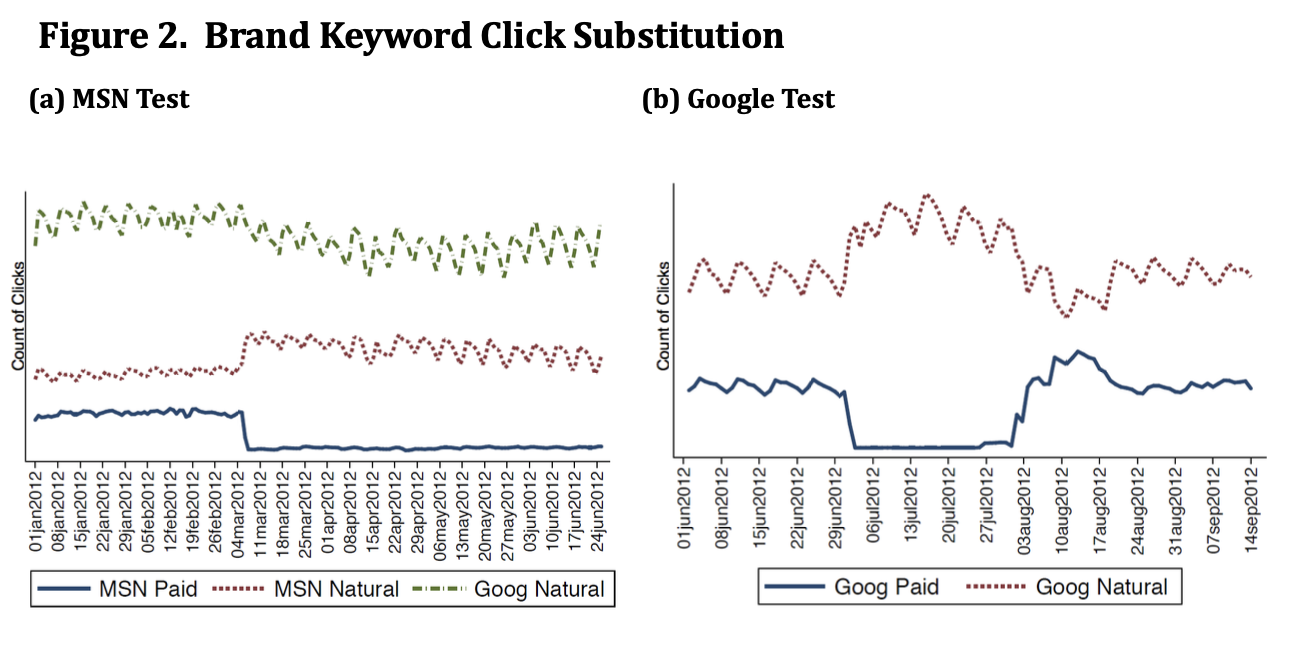 Figure 2. Brand Keyword Click Substitution
(a) MSN Test
Count of Clicks
01jan2012
08jan2012
15jan2012
22jan2012
29jan2012
05feb2012
12feb2012
19feb2012
26feb2012
04mar2012
11mar2012
18mar2012
25mar2012
01apr2012
08apr2012
15apr2012
22apr2012
29apr2012
06may2012
13may2012
20may2012
27may2012
03jun2012
10jun2012
17jun2012
24jun2012
MSN Paid MSN Natural Goog Natural
(b) Google Test
Count of Clicks
01jun2012
08jun2012
15jun2012
22jun2012
29jun2012
06jul2012
13jul2012
20jul2012
27jul2012
03aug2012
10aug2012
17aug2012
24aug2012
31aug2012
07sep2012
14sep2012
Goog Paid Goog Natural